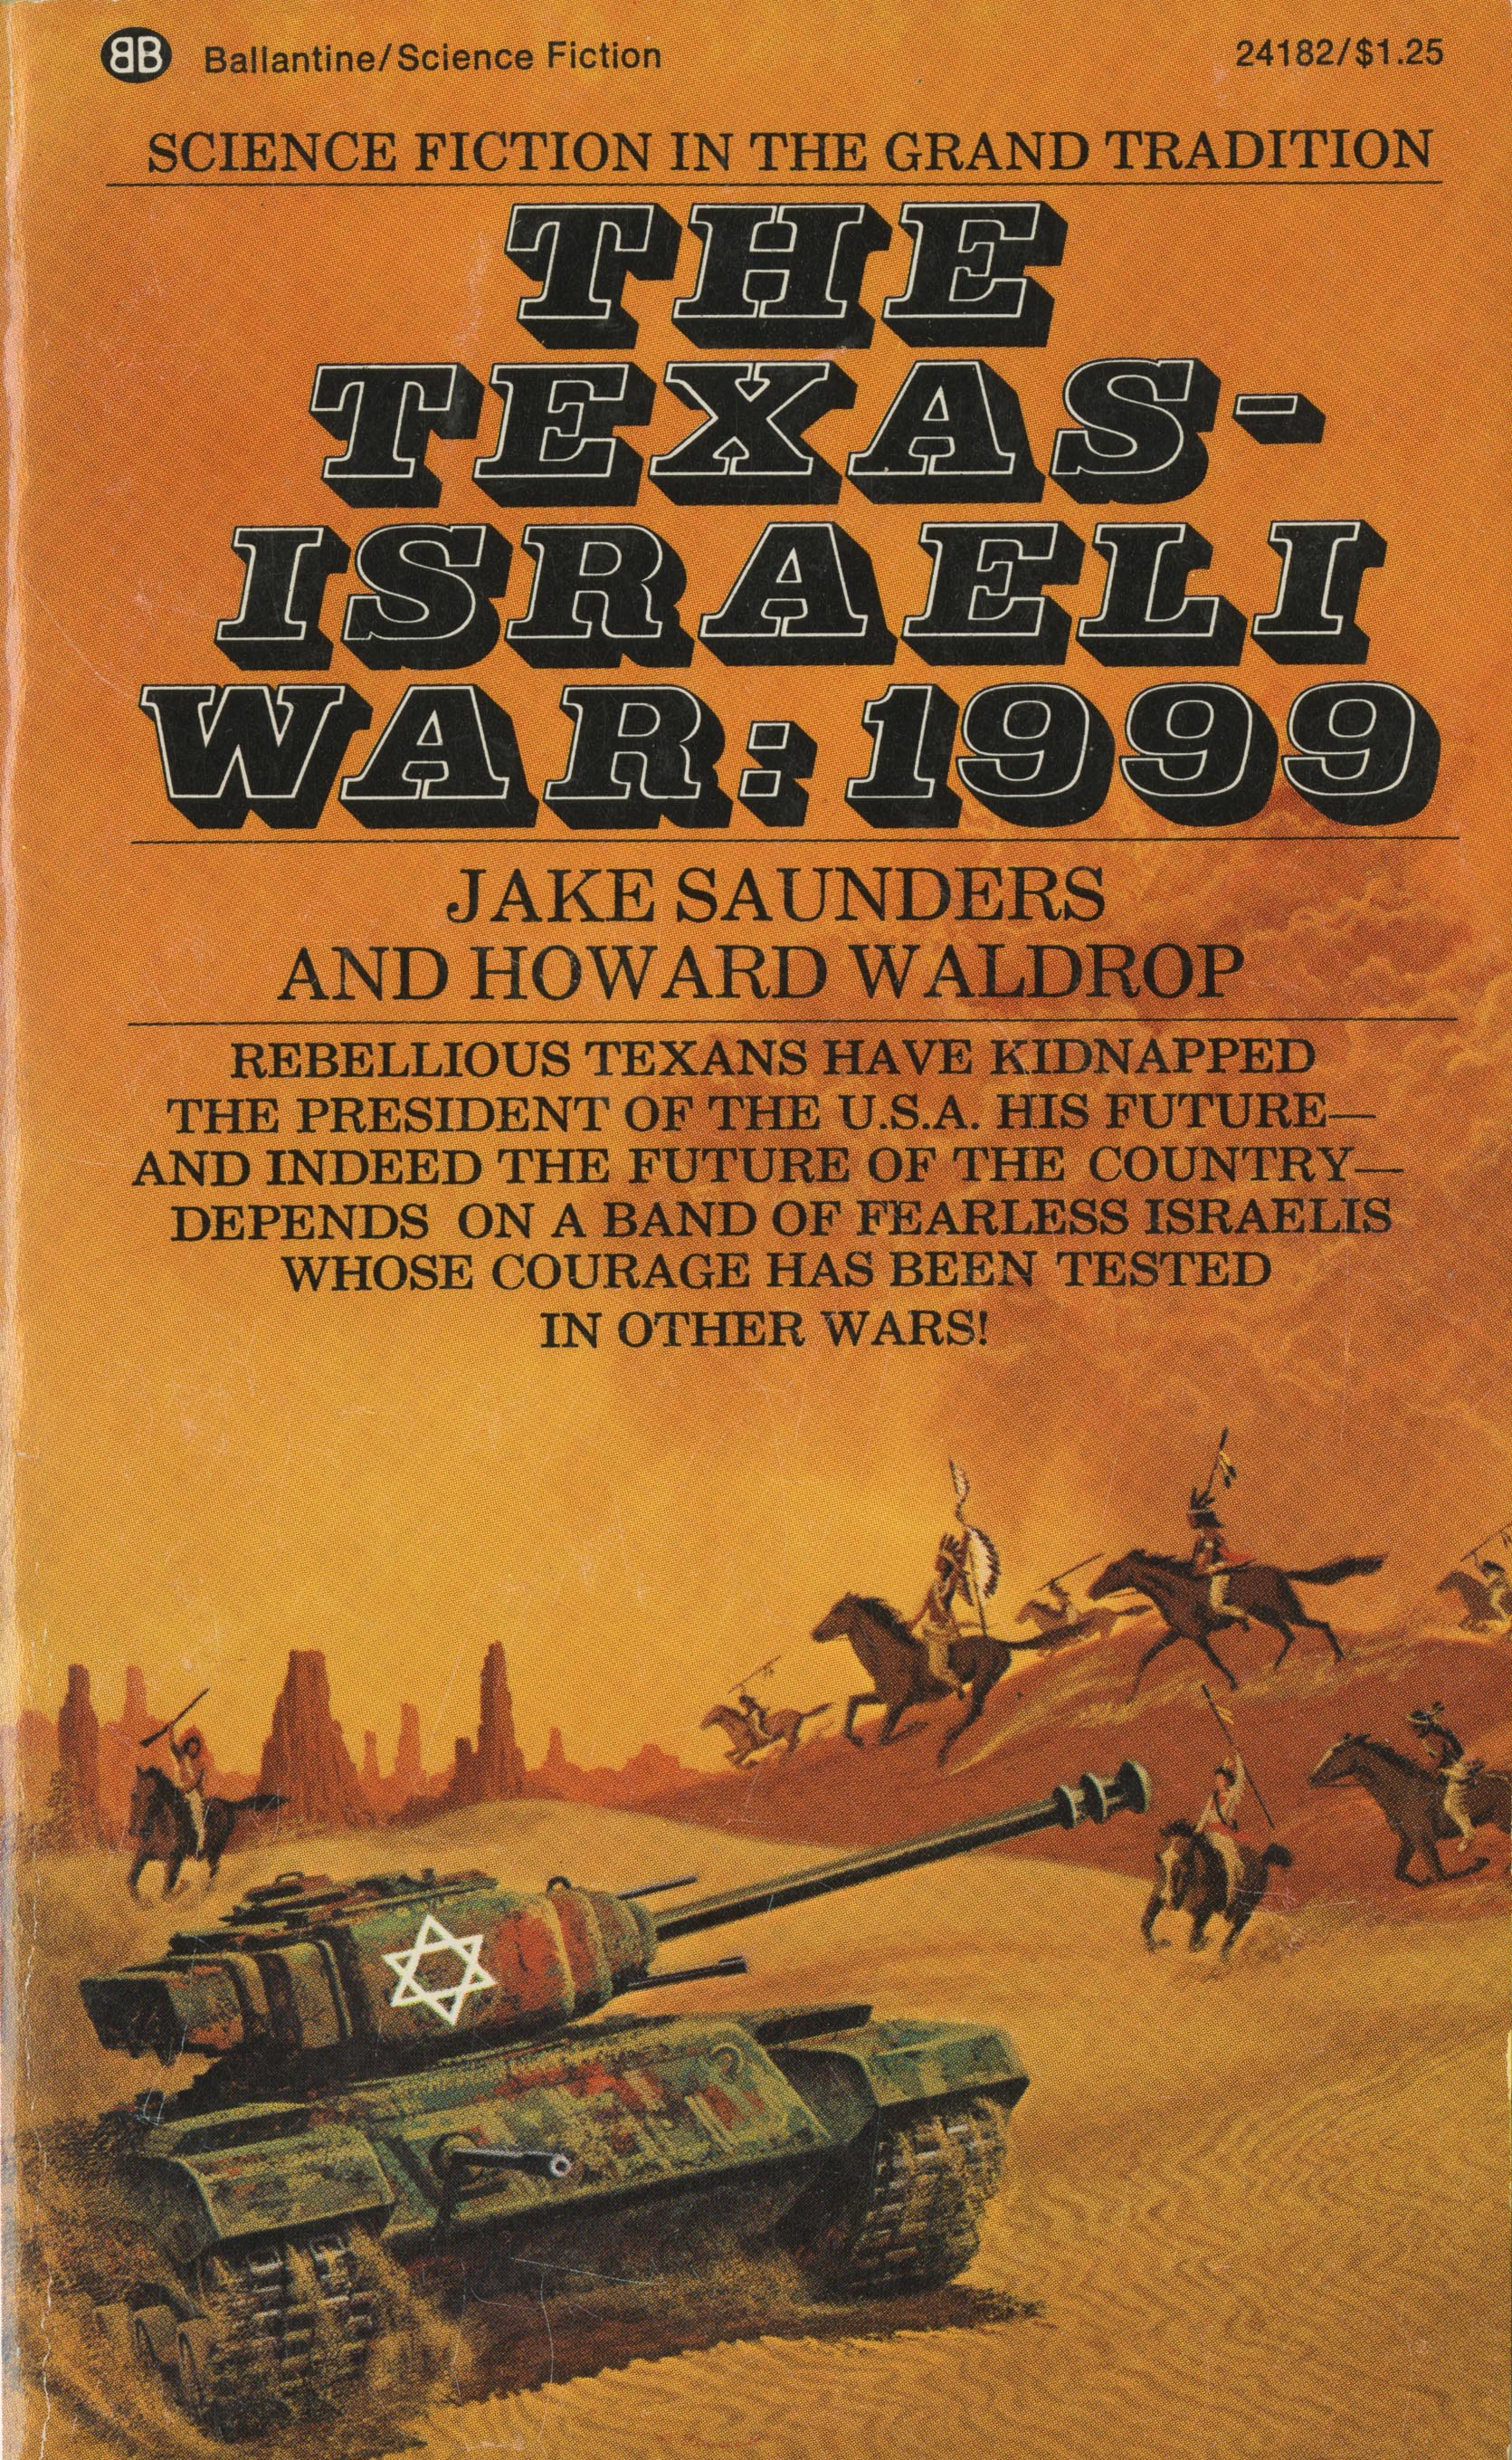 BB Ballantine/Science Fiction 24182/$1.25
SCIENCE FICTION IN THE GRAND TRADITION
THE
TEXAS-
ISRAELI
WAR: 1999
JAKE SAUNDERS
AND HOWARD WALDROP
REBELLIOUS TEXANS HAVE KIDNAPPED
THE PRESIDENT OF THE U.S.A. HIS FUTURE—
AND INDEED THE FUTURE OF THE COUNTRY—
DEPENDS ON A BAND OF FEARLESS ISRAELIS
WHOSE COURAGE HAS BEEN TESTED
IN OTHER WARS!